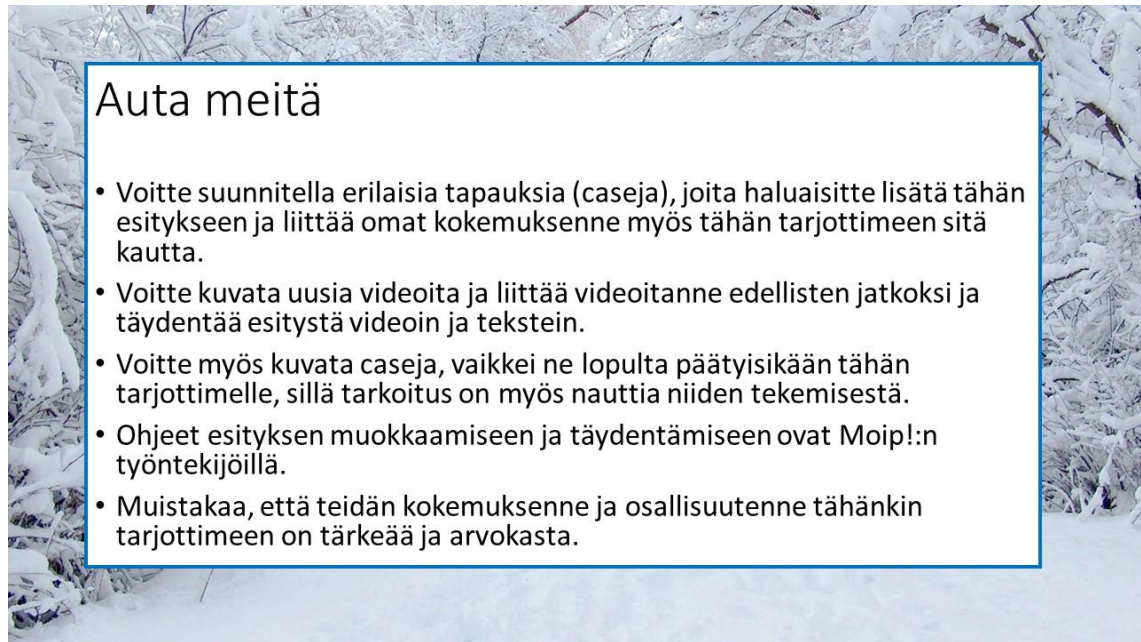 Auta meitä
• Voitte suunnitella erilaisia tapauksia (caseja), joita haluaisitte lisätä tähän
esitykseen ja liittää omat kokemuksenne myös tähän tarjottimeen sitä
kautta.
• Voitte kuvata uusia videoita ja liittää videoitanne edellisten jatkoksi ja
täydentää esitystä videoin ja tekstein.
• Voitte myös kuvata caseja, vaikkei ne lopulta päätyisikään tähän
tarjottimelle, sillä tarkoitus on myös nauttia niiden tekemisestä.
• Ohjeet esityksen muokkaamiseen ja täydentämiseen ovat Moip!:n
työntekijöillä.
• Muistakaa, että teidän kokemuksenne ja osallisuutenne tähänkin
tarjottimeen on tärkeää ja arvokasta.